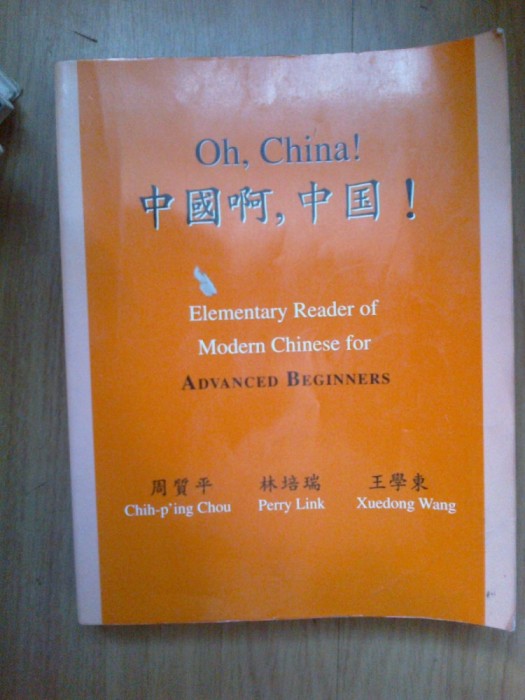 Oh, China!
中國啊, 中国！
Elementary Reader of
Modern Chinese for
ADVANCED BEGINNERS
周質平 林培瑞 王學東
Chih-p'ing Chou Perry Link Xuedong Wang